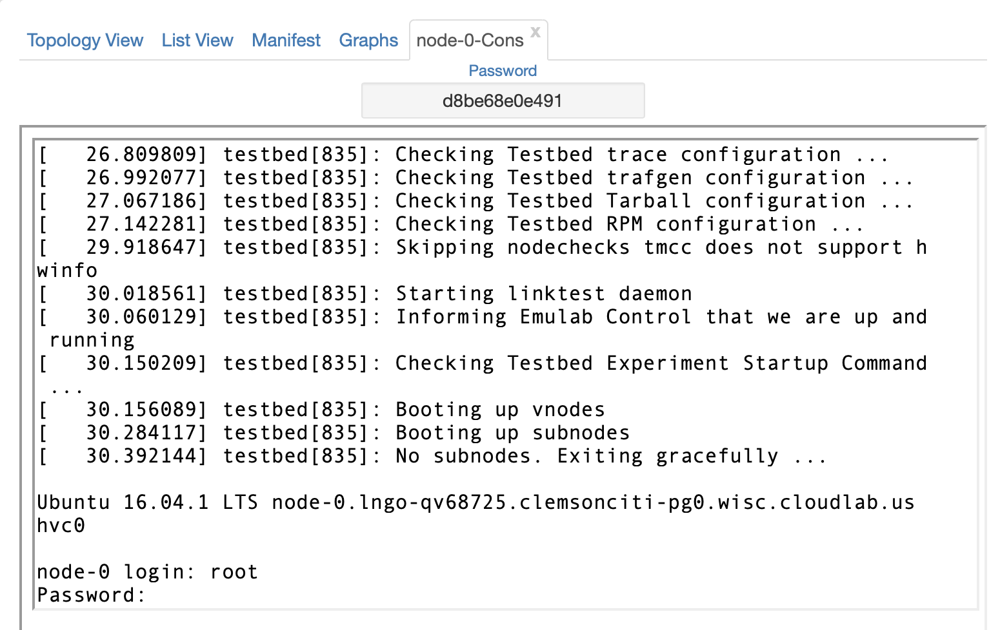 Topology View List View Manifest Graphs node-0-Cons x
Password
d8be68e0e491
[   26.809809] testbed[835]: Checking Testbed trace configuration ...
[   26.992077] testbed[835]: Checking Testbed trafgen configuration ...
[   27.067186] testbed[835]: Checking Testbed Tarball configuration ...
[   27.142281] testbed[835]: Checking Testbed RPM configuration ...
[   29.918647] testbed[835]: Skipping nodechecks tmcc does not support h
winfo
[   30.018561] testbed[835]: Starting linktest daemon
[   30.060129] testbed[835]: Informing Emulab Control that we are up and
 running
[   30.150209] testbed[835]: Checking Testbed Experiment Startup Command
 ...
[   30.156089] testbed[835]: Booting up vnodes
[   30.284117] testbed[835]: Booting up subnodes
[   30.392144] testbed[835]: No subnodes. Exiting gracefully ...
Ubuntu 16.04.1 LTS node-0.lngo-qv68725.clemsonciti-pg0.wisc.cloudlab.us
hvc0
node-0 login: root
Password: